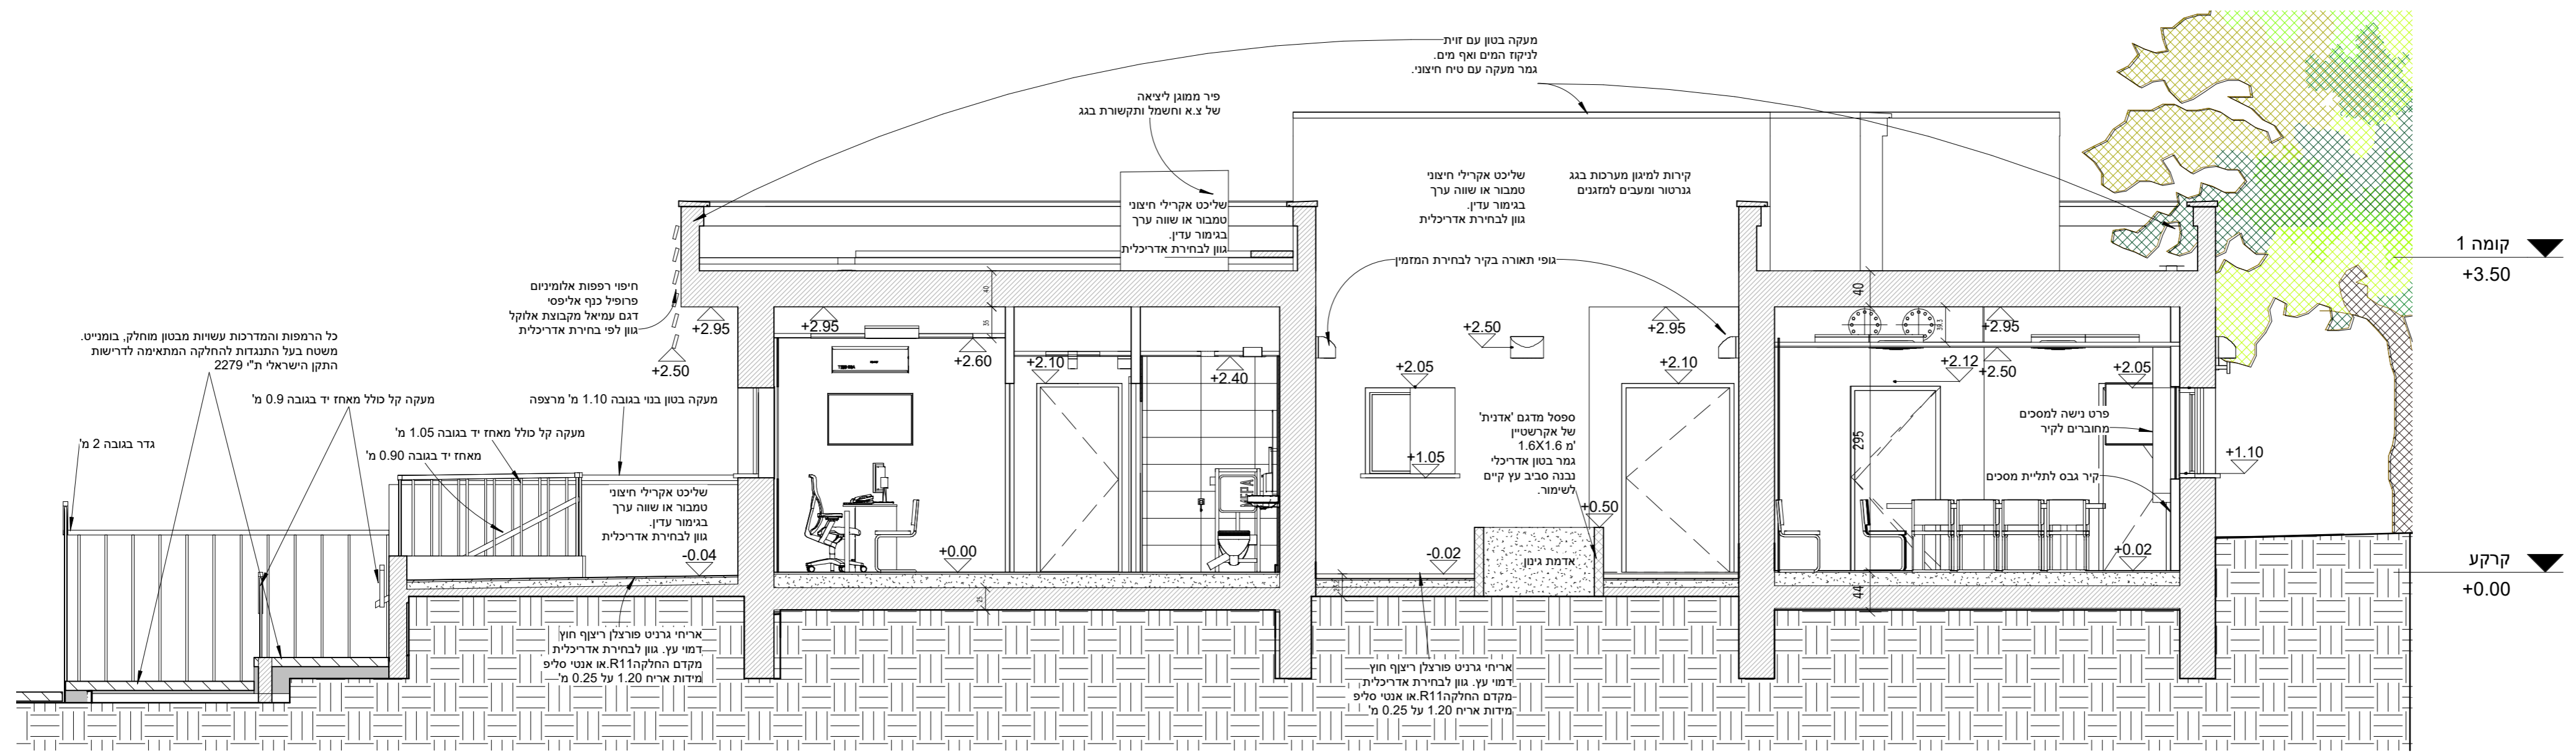 מעקה בטון עם זוית
לניקוז המים ואף מים.
גמר מעקה עם טיח חיצוני.
פיר ממוגן ליציאה
של צ.א וחשמל ותקשורת בגג
שליכט אקרילי חיצוני
טמבור או שווה ערך
בגימור עדין.
גוון לבחירת אדריכלית
קירות למיגון מערכות בגג
גנרטור ומעבים למזגנים
שליכט אקרילי חיצוני
טמבור או שווה ערך
בגימור עדין.
גוון לבחירת אדריכלית
גופי תאורה בקיר לבחירת המזמין
קומה 1
+3.50
חיפוי רפפות אלומיניום
פרופיל כנף אליפסי
דגם עמיאל מקבוצת אלוקל
גוון לפי בחירת אדריכלית
כל הרמפות והמדרכות עשויות מבטון מוחלק, בומנייט.
משטח בעל התנגדות להחלקה המתאימה לדרישות
התקן הישראלי ת"י 2279
מעקה קל כולל מאחז יד בגובה 0.9 מ'
מעקה בטון בנוי בגובה 1.10 מ' מרצפה
מעקה קל כולל מאחז יד בגובה 1.05 מ'
מאחז יד בגובה 0.90 מ'
גדר בגובה 2 מ'
שליכט אקרילי חיצוני
טמבור או שווה ערך
בגימור עדין.
גוון לבחירת אדריכלית
-0.04
+2.95
+2.50
+2.95
40
35
+2.60
+2.10
+2.40
+0.00
25
+2.50
+2.05
+1.05
-0.02
+2.95
+2.10
ספסל מדגם 'אדנית'
של אקרשטיין
1.6X1.6 מ'
גמר בטון אדריכלי
נבנה סביב עץ קיים
לשימור.
+0.50
אדמת גינון
40
39.3
+2.95
+2.12
+2.50
+2.05
295
פרט נישה למסכים
מחוברים לקיר
קיר גבס לתליית מסכים
+1.10
+0.02
44
קרקע
+0.00
אריחי גרניט פורצלן ריצוף חוץ
דמוי עץ. גוון לבחירת אדריכלית
מקדם החלקה R11.או אנטי סליפ
מידות אריח 1.20 על 0.25 מ'
אריחי גרניט פורצלן ריצוף חוץ
דמוי עץ. גוון לבחירת אדריכלית
מקדם החלקה R11.או אנטי סליפ
מידות אריח 1.20 על 0.25 מ'